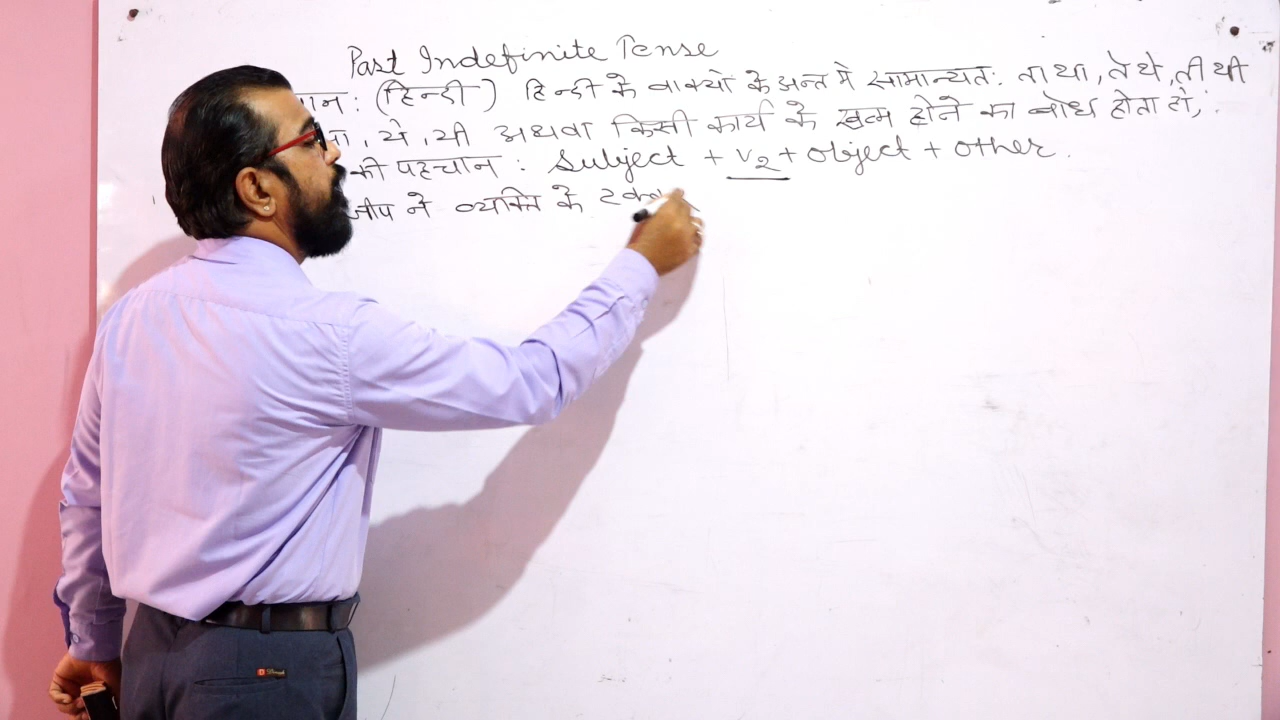 Past Indefinite Tense
(हिन्दी) हिन्दी के वाक्यों के अन्त मे सामान्यत: ता था, ते थे, ती थी
, ये, यी अथवा किसी कार्य के खत्म होने का बोध होता हो,
की पहचान : Subject + V2 + object + other.
ने व्यक्ति के